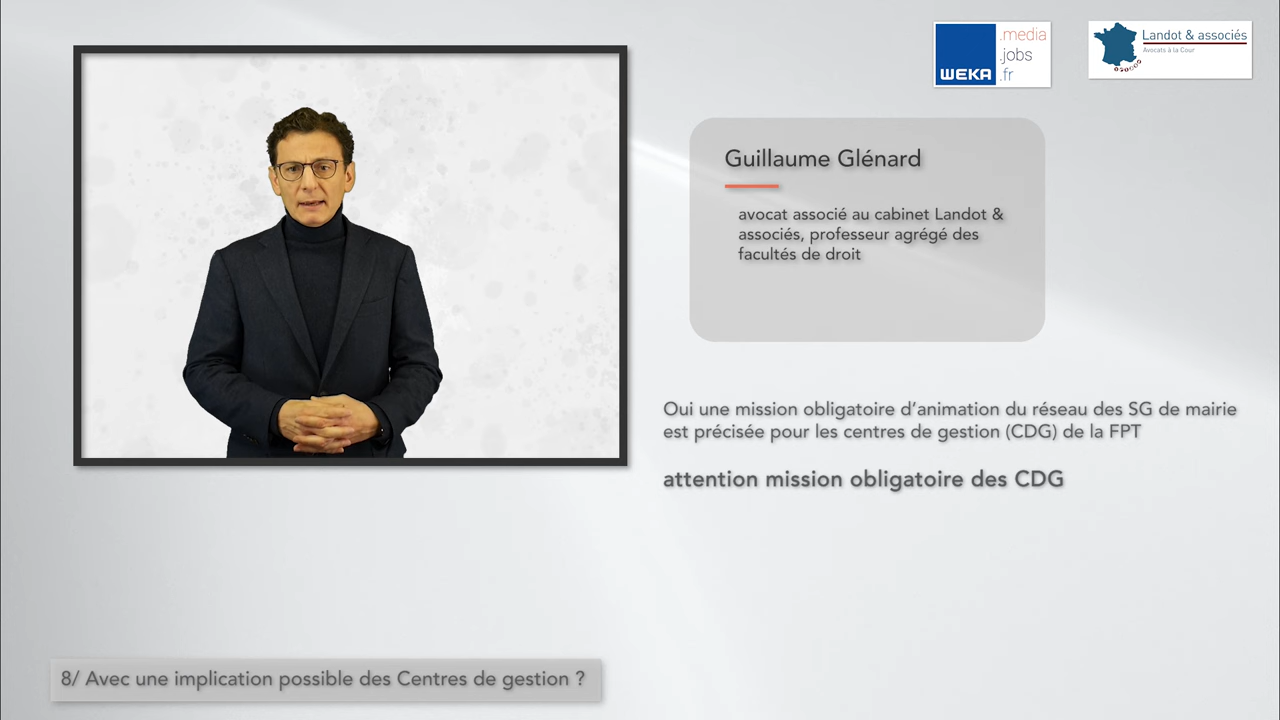 WEKA
.media
.jobs
.fr
Landot & associés
Avocats à la Cour
Guillaume Glénard
avocat associé au cabinet Landot &
associés, professeur agrégé des
facultés de droit
Oui une mission obligatoire d’animation du réseau des SG de mairie
est précisée pour les centres de gestion (CDG) de la FPT
attention mission obligatoire des CDG
8/ Avec une implication possible des Centres de gestion ?